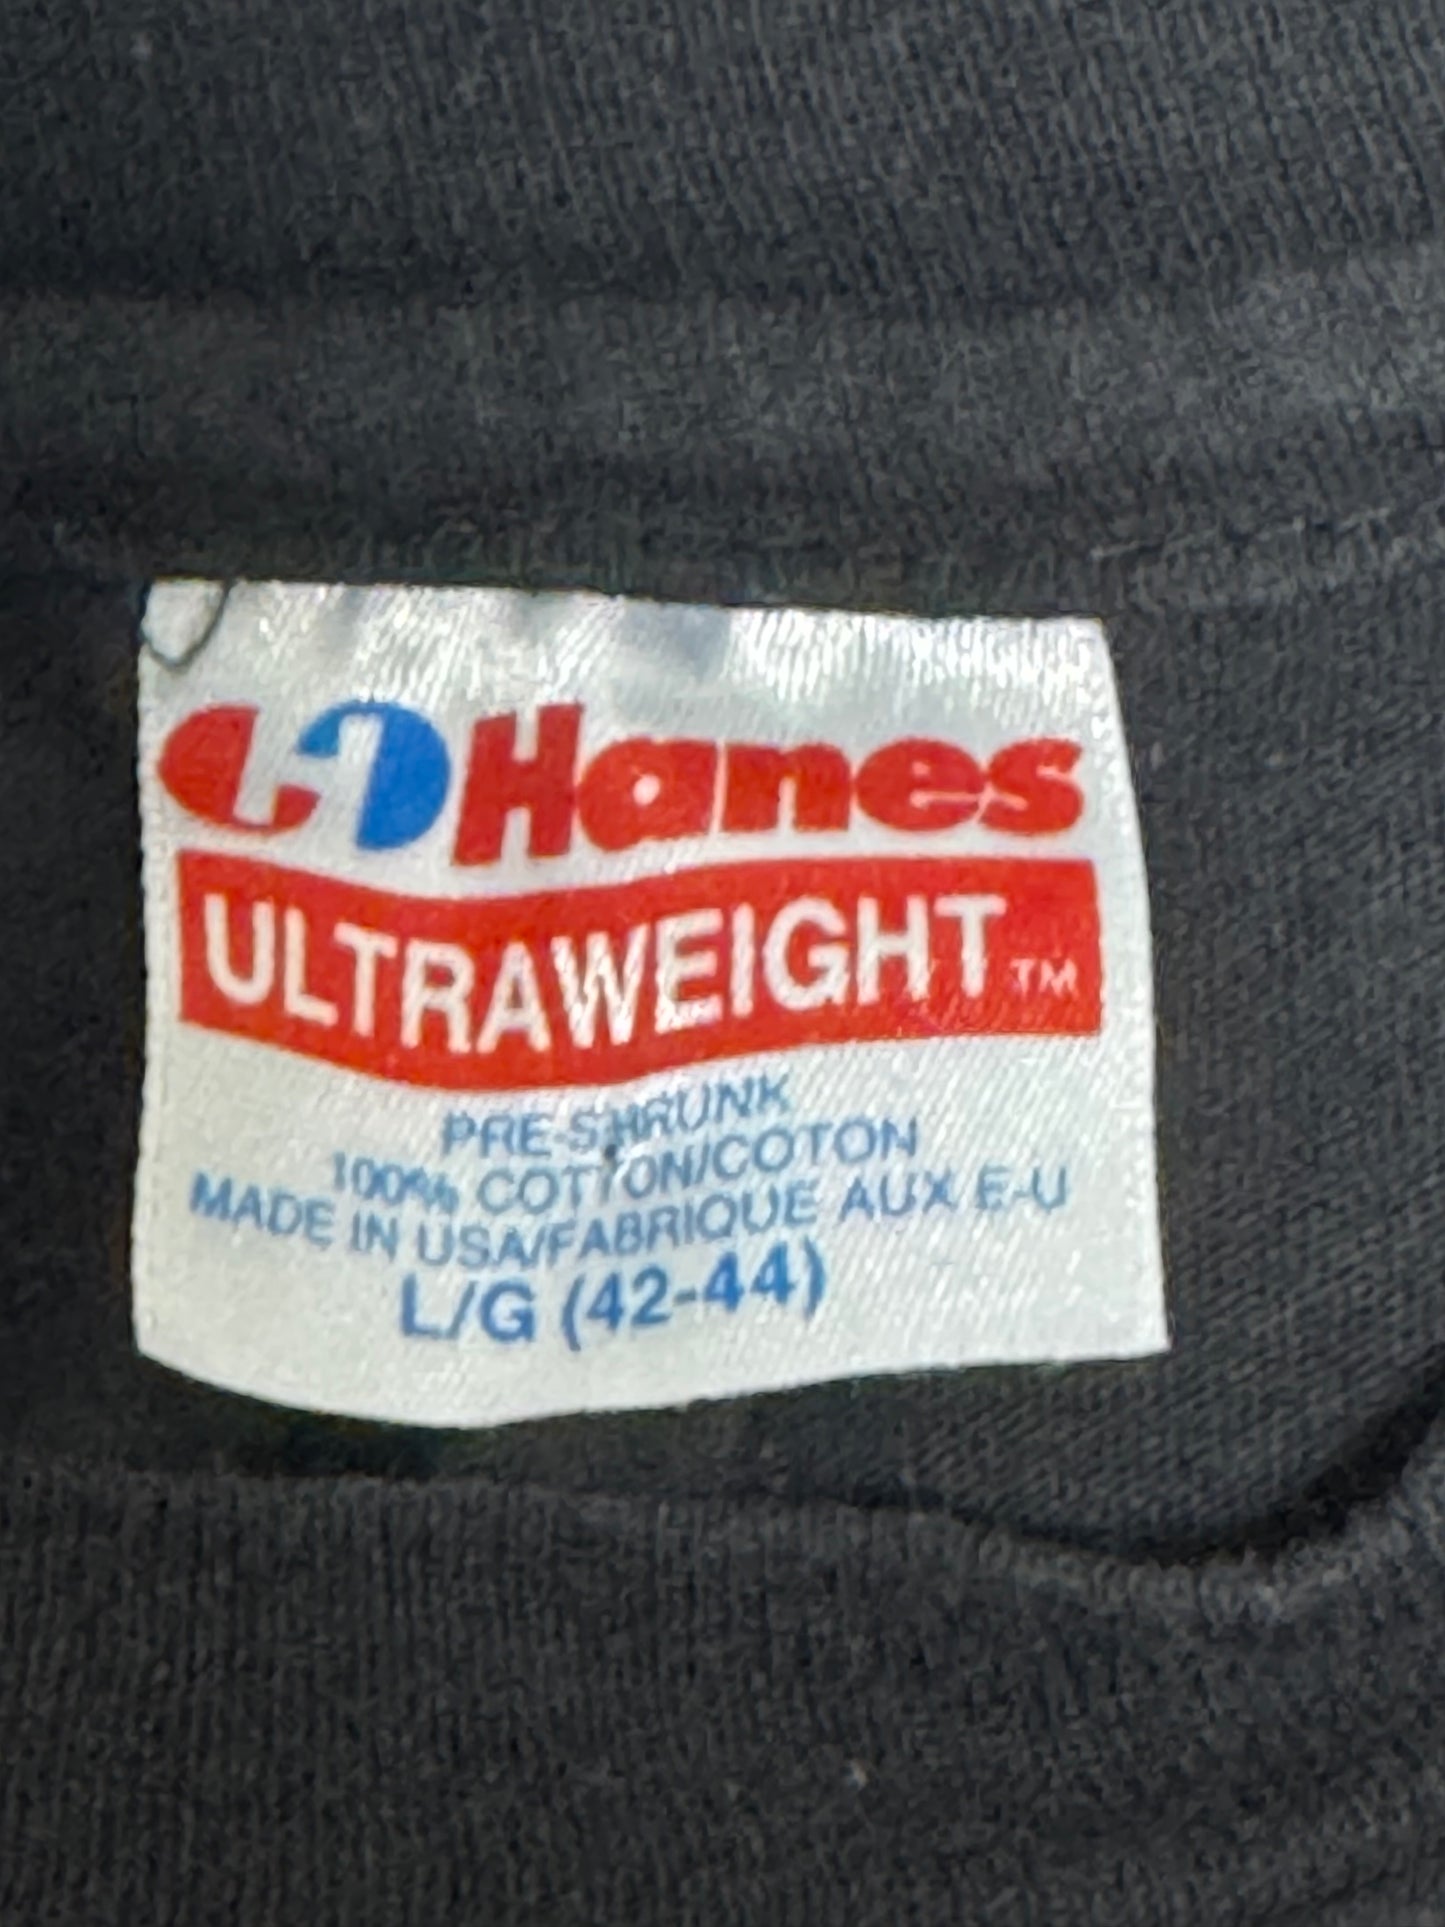 Hanes
ULTRAWEIGHT™
PRE-SHRUNK
100% COTTON/COTON
MADE IN USA/FABRIQUE AUX E-U
L/G (42-44)